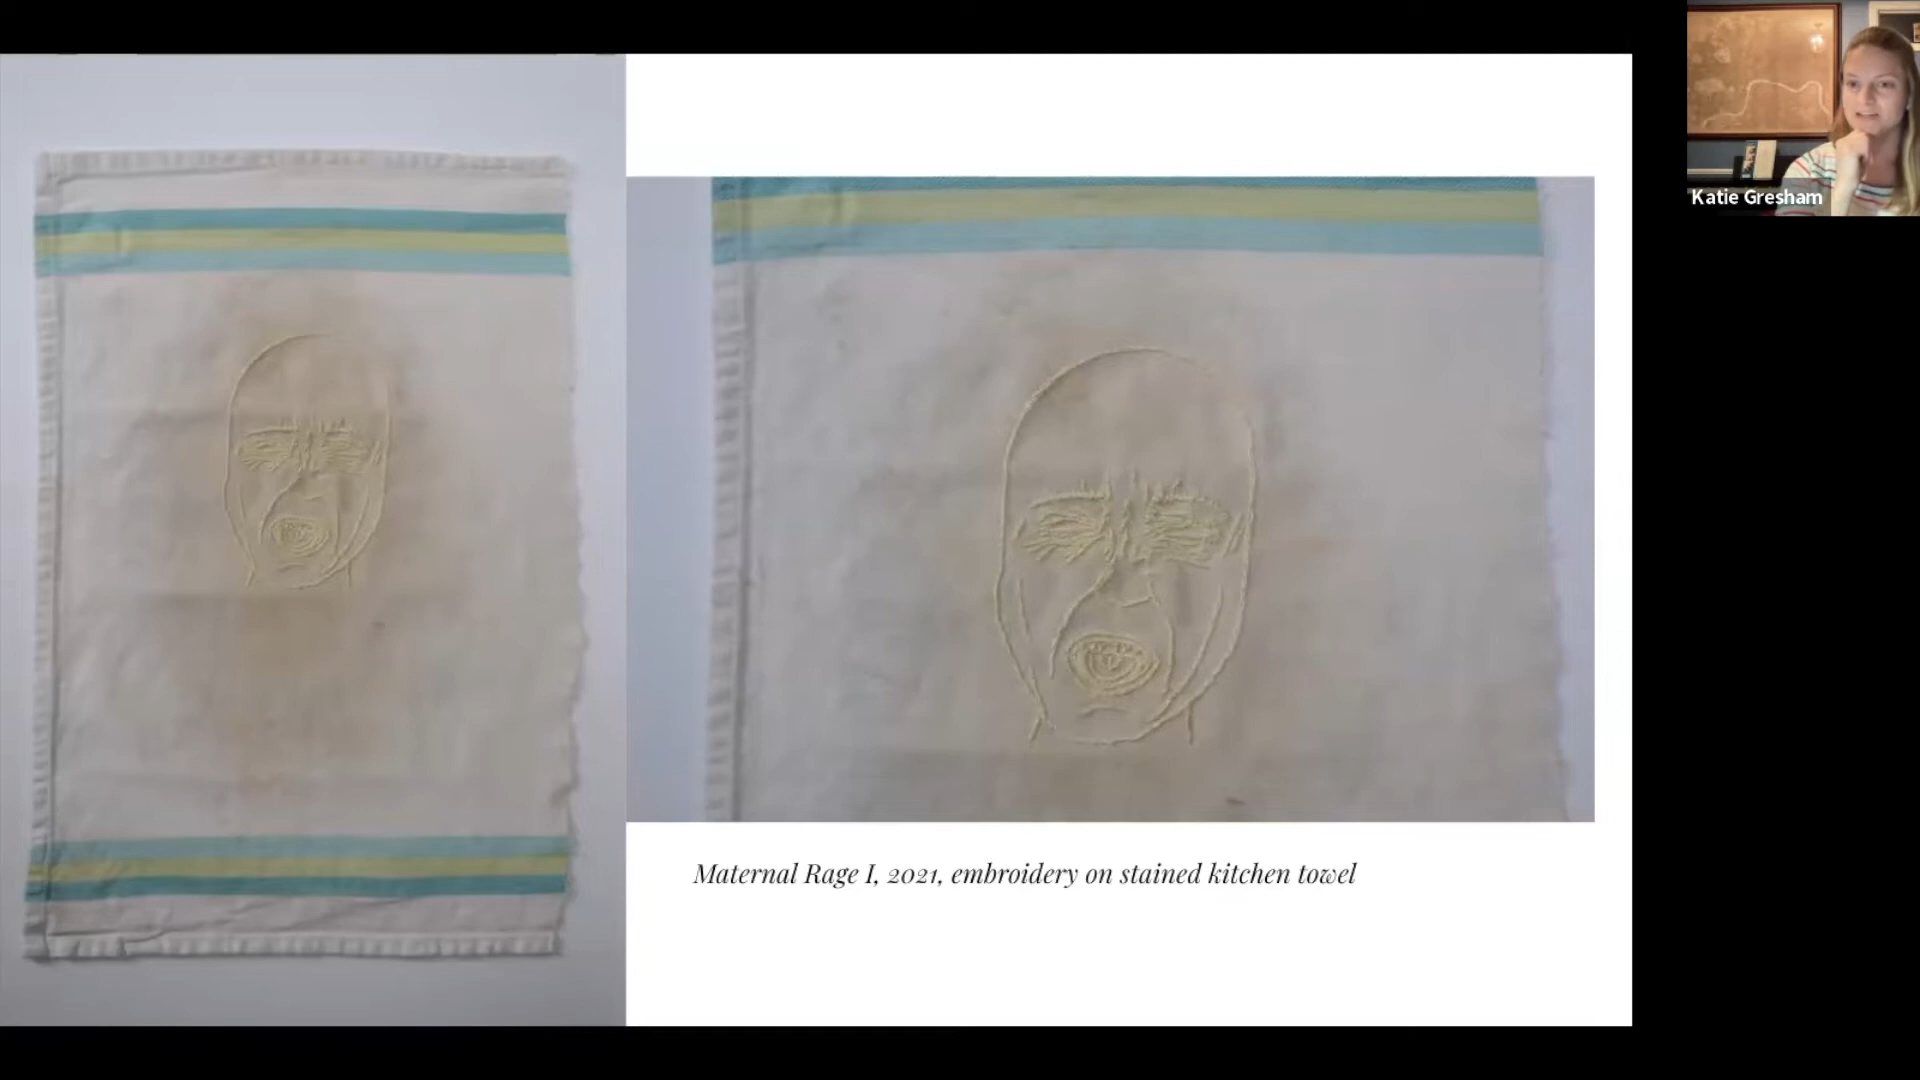 Katie Gresham
Maternal Rage I, 2021, embroidery on stained kitchen towel